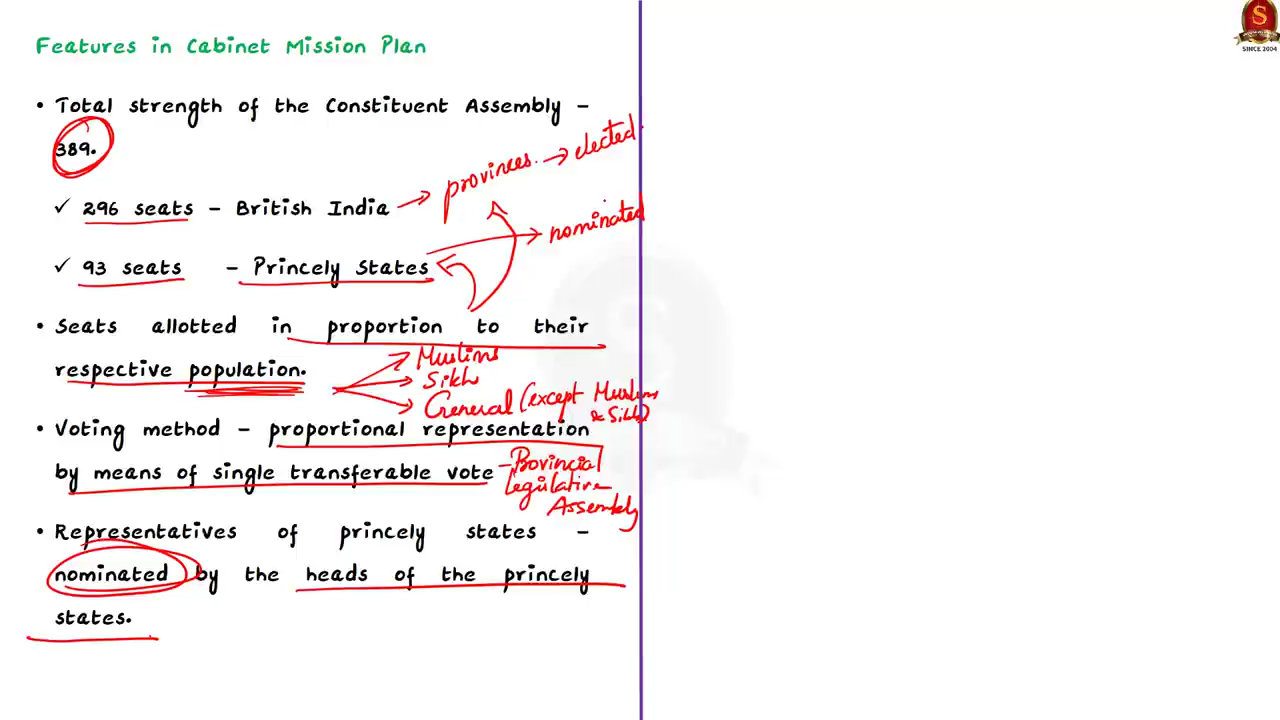 Features in Cabinet Mission Plan
• Total strength of the Constituent Assembly –
389.
✓ 296 seats – British India → provinces. → elected
✓ 93 seats – Princely States → nominated
• Seats allotted in proportion to their
respective population.
Muslims
Sikh
General (except Muslims
& Sikh)
• Voting method – proportional representation
by means of single transferable vote
– Provincial
Legislative
Assembly
• Representatives of princely states –
nominated by the heads of the princely
states.
S
SINCE 2004